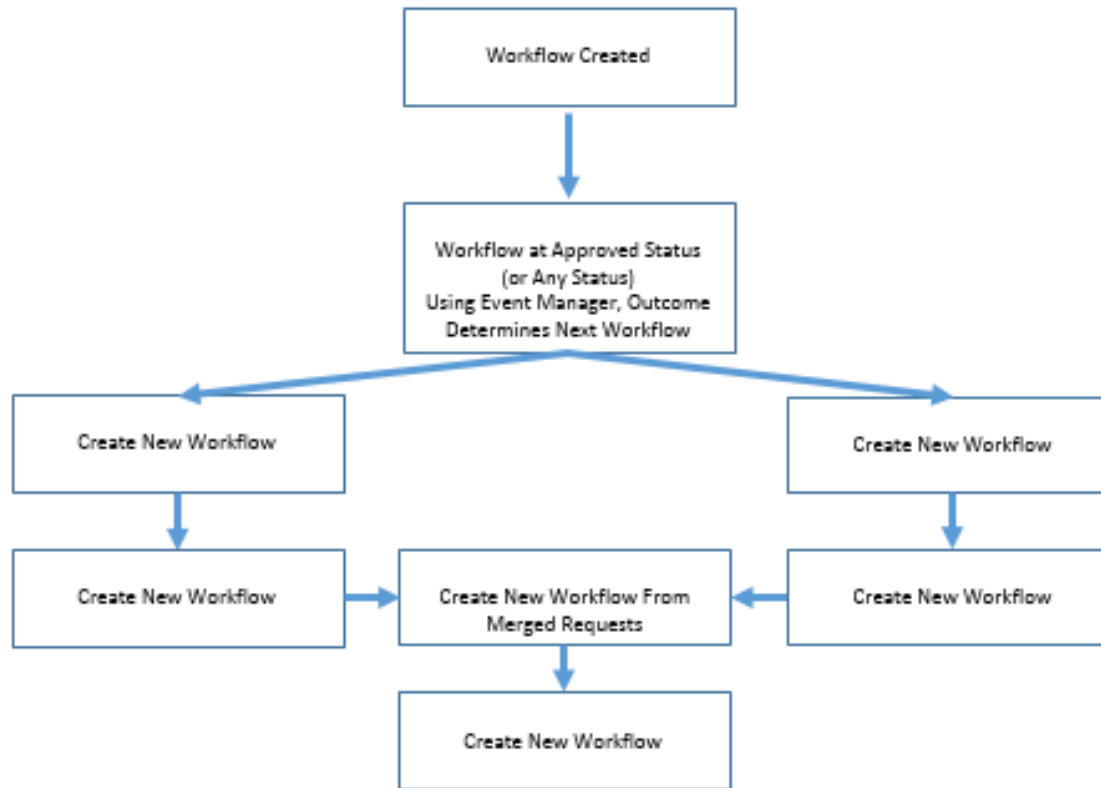 Workflow Created
Workflow at Approved Status
(or Any Status)
Using Event Manager, Outcome
Determines Next Workflow
Create New Workflow
Create New Workflow
Create New Workflow
Create New Workflow From
Merged Requests
Create New Workflow
Create New Workflow